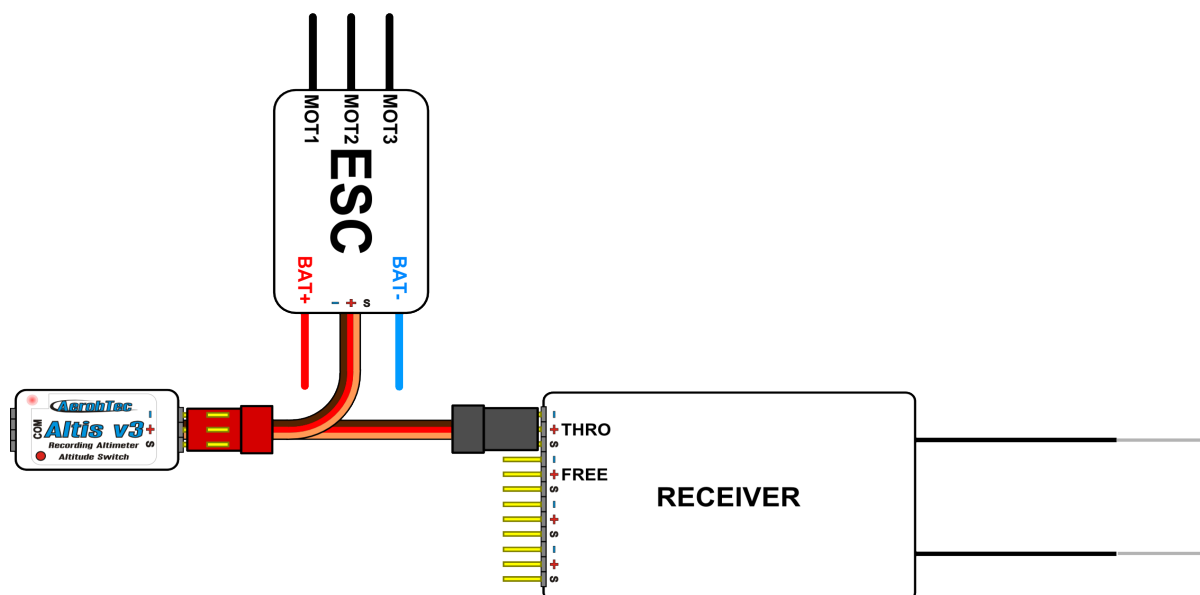 MOT1
MOT2
MOT3
ESC
BAT+
BAT-
- + s
AerobTec
Altis v3
Recording Altimeter
Altitude Switch
COM
- + s
-
+ THRO
s
-
+ FREE
s
-
+
s
-
+
s
RECEIVER